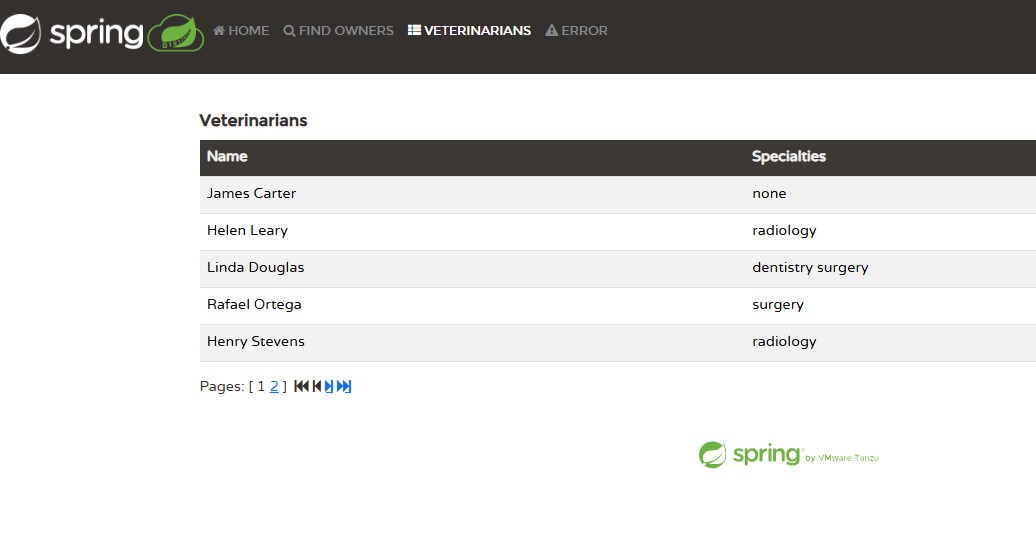 spring HOME FIND OWNERS VETERINARIANS ERROR
Veterinarians
Name Specialties
James Carter none
Helen Leary radiology
Linda Douglas dentistry surgery
Rafael Ortega surgery
Henry Stevens radiology
Pages: [ 1 2 ]
spring by VMware Tanzu